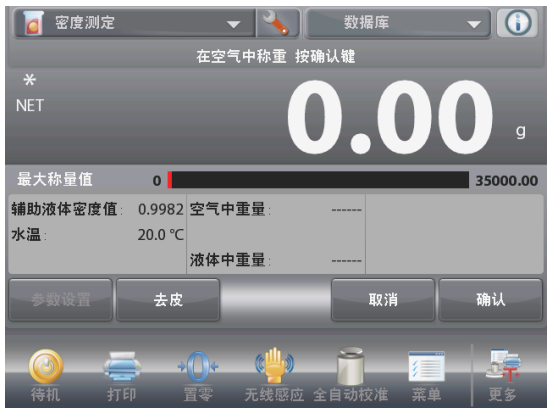 密度测定 数据库
在空气中称重 按确认键
*
NET
0.00 g
最大称量值 0 35000.00
辅助液体密度值: 0.9982 空气中重量: ------
水温: 20.0 °C
液体中重量: ------
参数设置 去皮 取消 确认
待机 打印 置零 无线感应 全自动校准 菜单 更多